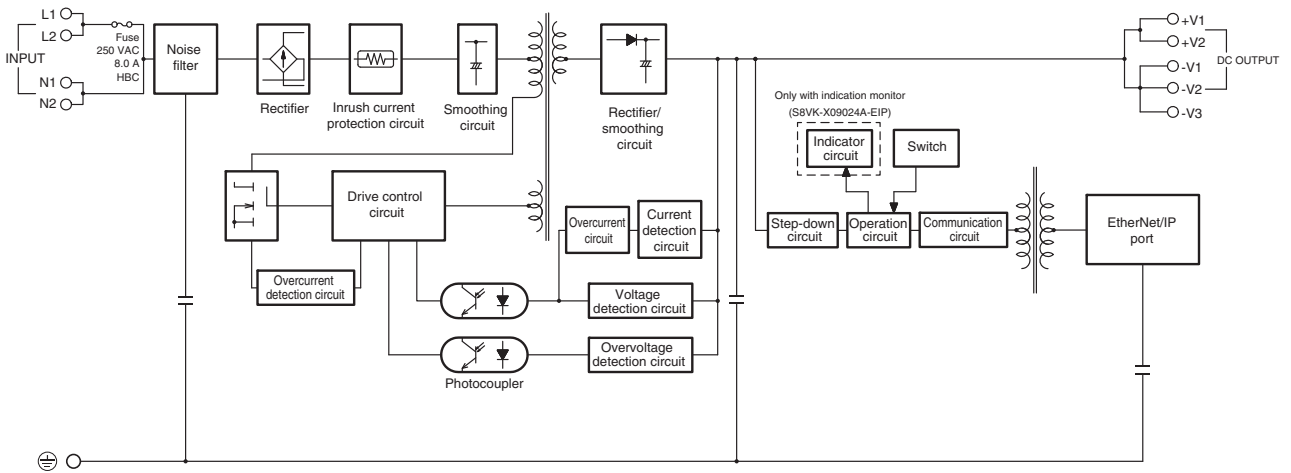 L1
L2
INPUT
N1
N2
Fuse
250 VAC
8.0 A
HBC
Noise
filter
Rectifier
Inrush current
protection circuit
Smoothing
circuit
Rectifier/
smoothing
circuit
+V1
+V2
-V1
-V2
-V3
DC OUTPUT
Only with indication monitor
(S8VK-X09024A-EIP)
Indicator
circuit
Switch
Drive control
circuit
Overcurrent
circuit
Current
detection
circuit
Step-down
circuit
Operation
circuit
Communication
circuit
EtherNet/IP
port
Overcurrent
detection circuit
Voltage
detection circuit
Overvoltage
detection circuit
Photocoupler